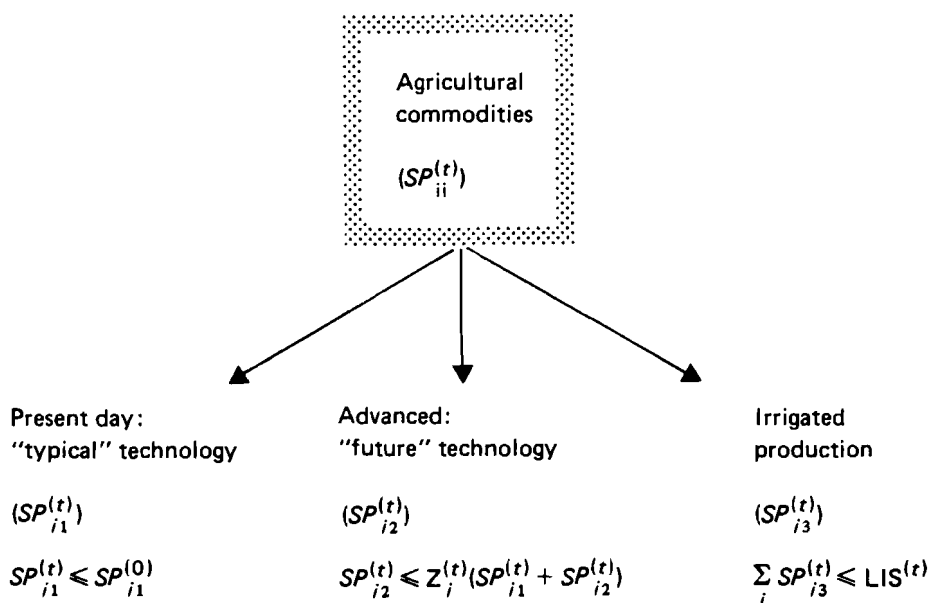 Agricultural
commodities
(SP_{ii}^{(t)})
Present day:
"typical" technology
(SP_{i1}^{(t)})
SP_{i1}^{(t)} ⩽ SP_{i1}^{(0)}
Advanced:
"future" technology
(SP_{i2}^{(t)})
SP_{i2}^{(t)} ⩽ Z_{i}^{(t)}(SP_{i1}^{(t)} + SP_{i2}^{(t)})
Irrigated
production
(SP_{i3}^{(t)})
∑_{i} SP_{i3}^{(t)} ⩽ LIS^{(t)}